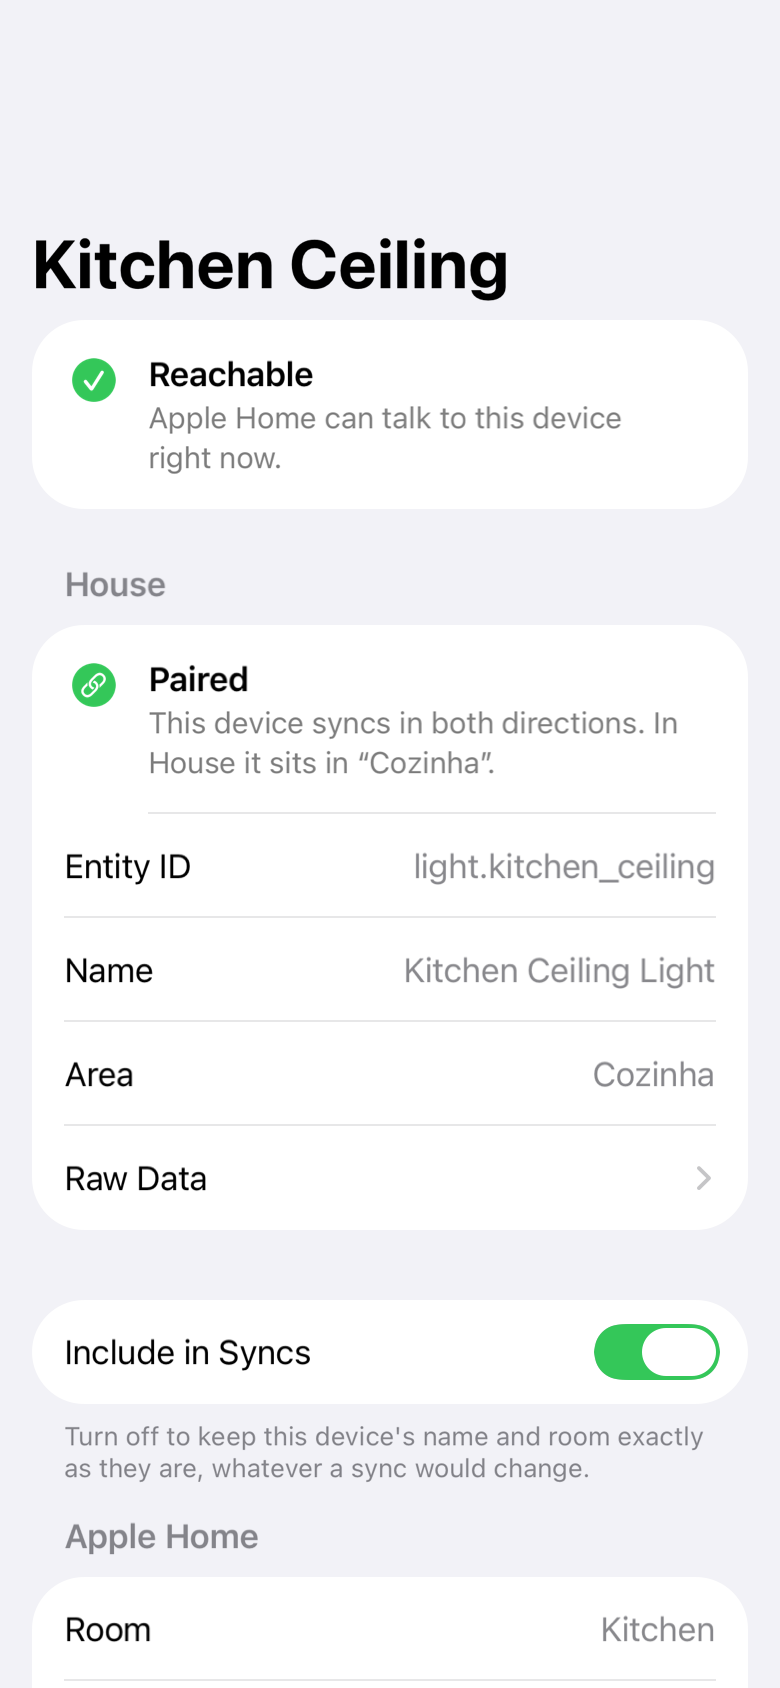 Kitchen Ceiling
Reachable
Apple Home can talk to this device
right now.
House
Paired
This device syncs in both directions. In
House it sits in “Cozinha”.
Entity ID
light.kitchen_ceiling
Name
Kitchen Ceiling Light
Area
Cozinha
Raw Data
Include in Syncs
Turn off to keep this device's name and room exactly
as they are, whatever a sync would change.
Apple Home
Room
Kitchen